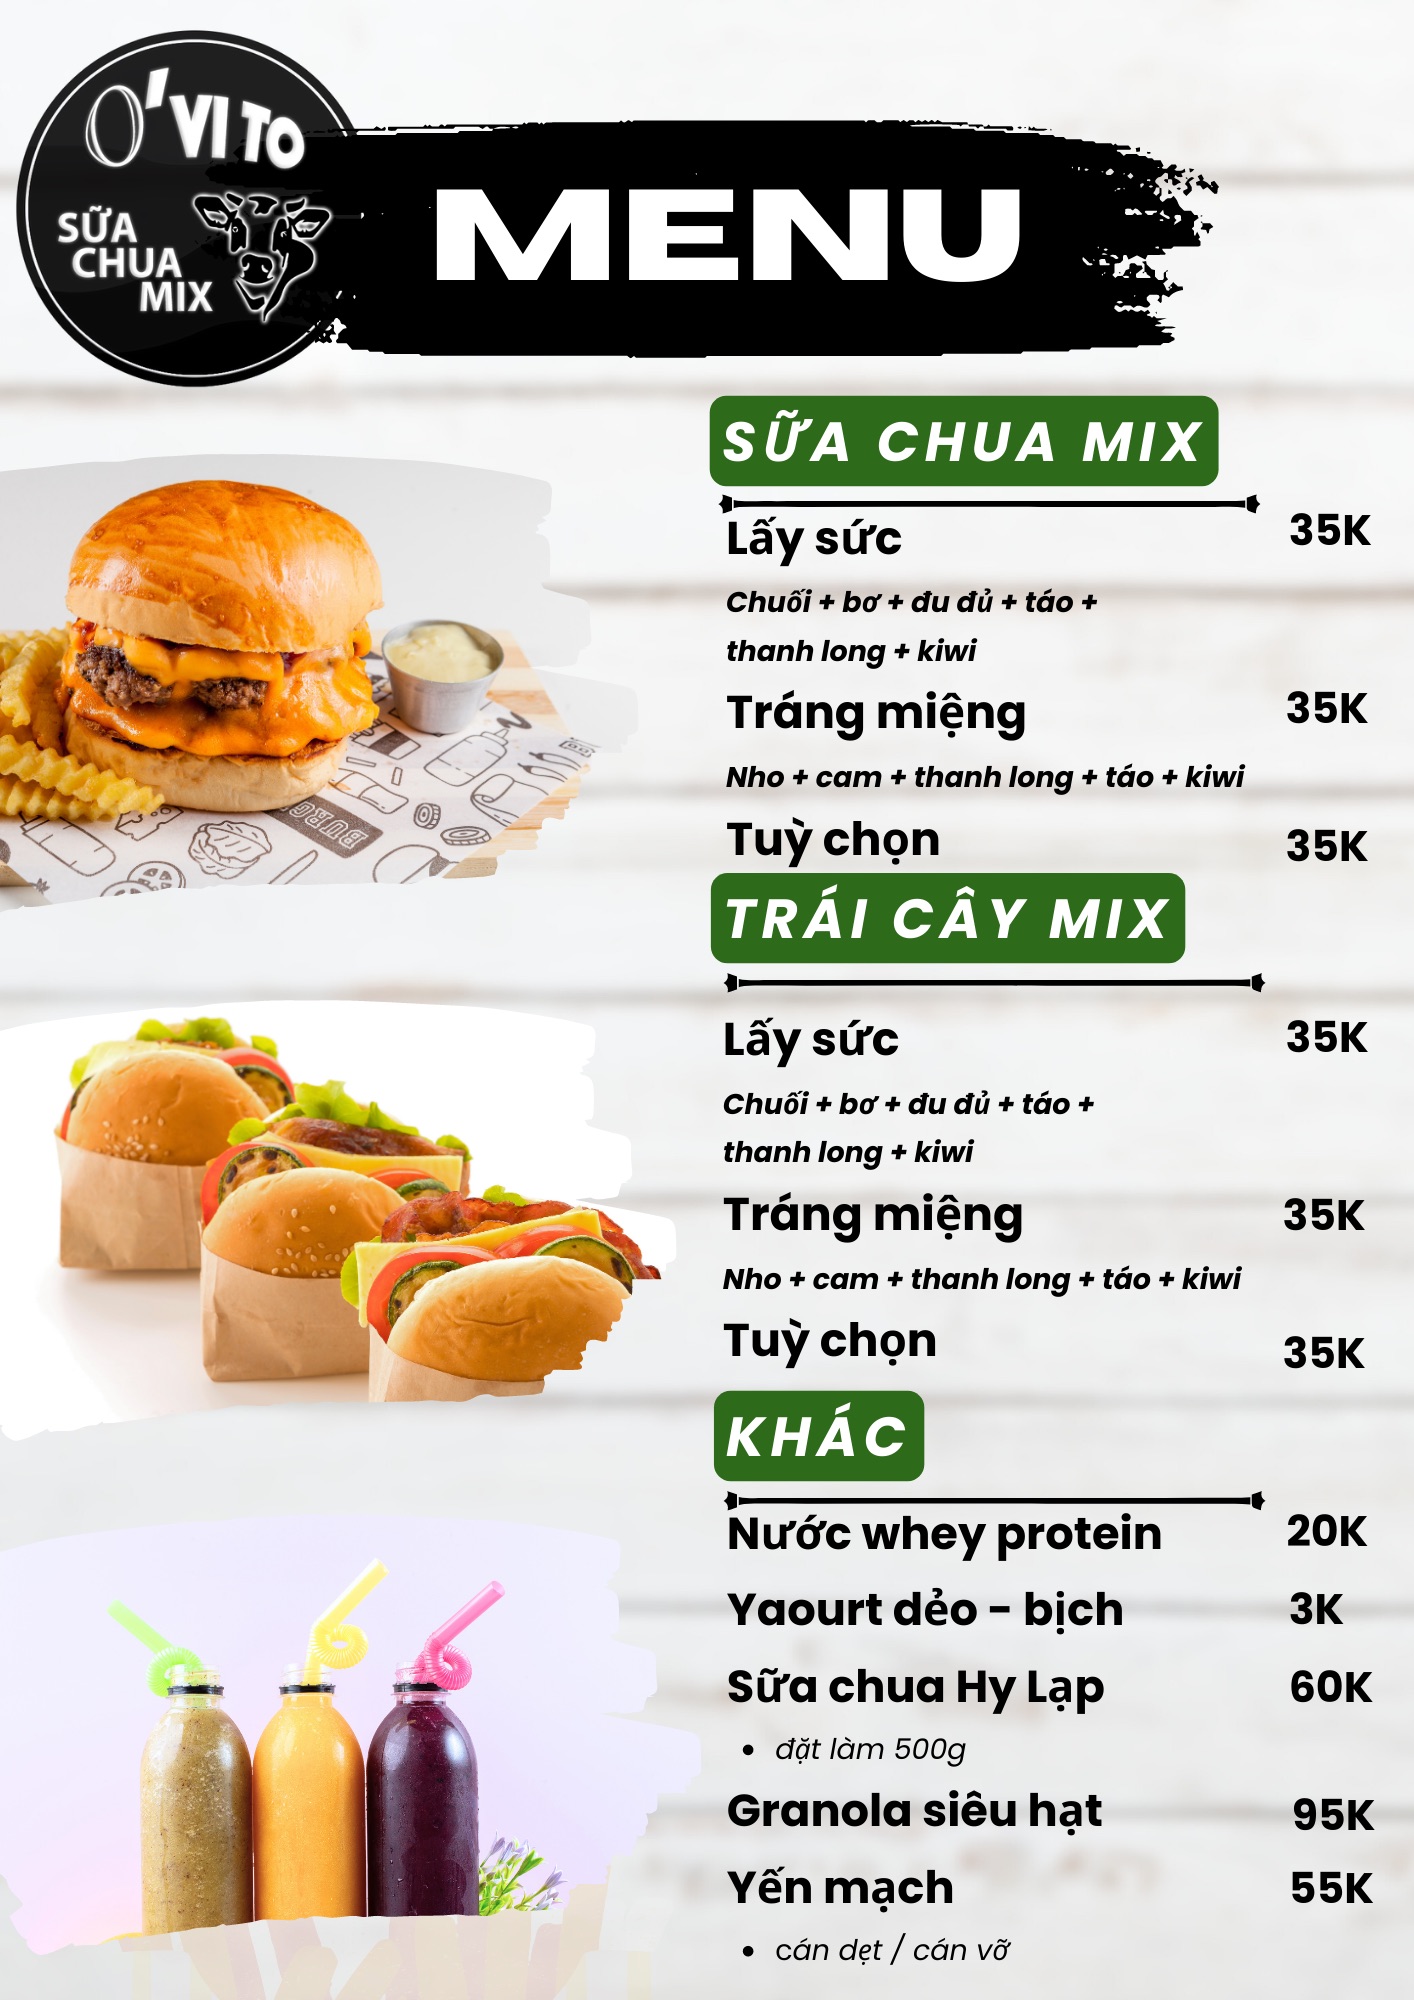 O'VI TO
SỮA
CHUA
MIX
MENU
SỮA CHUA MIX
Lấy sức 35K
Chuối + bơ + đu đủ + táo +
thanh long + kiwi
Tráng miệng 35K
Nho + cam + thanh long + táo + kiwi
Tuỳ chọn 35K
TRÁI CÂY MIX
Lấy sức 35K
Chuối + bơ + đu đủ + táo +
thanh long + kiwi
Tráng miệng 35K
Nho + cam + thanh long + táo + kiwi
Tuỳ chọn 35K
KHÁC
Nước whey protein 20K
Yaourt dẻo - bịch 3K
Sữa chua Hy Lạp 60K
• đặt làm 500g
Granola siêu hạt 95K
Yến mạch 55K
• cán dẹt / cán vỡ